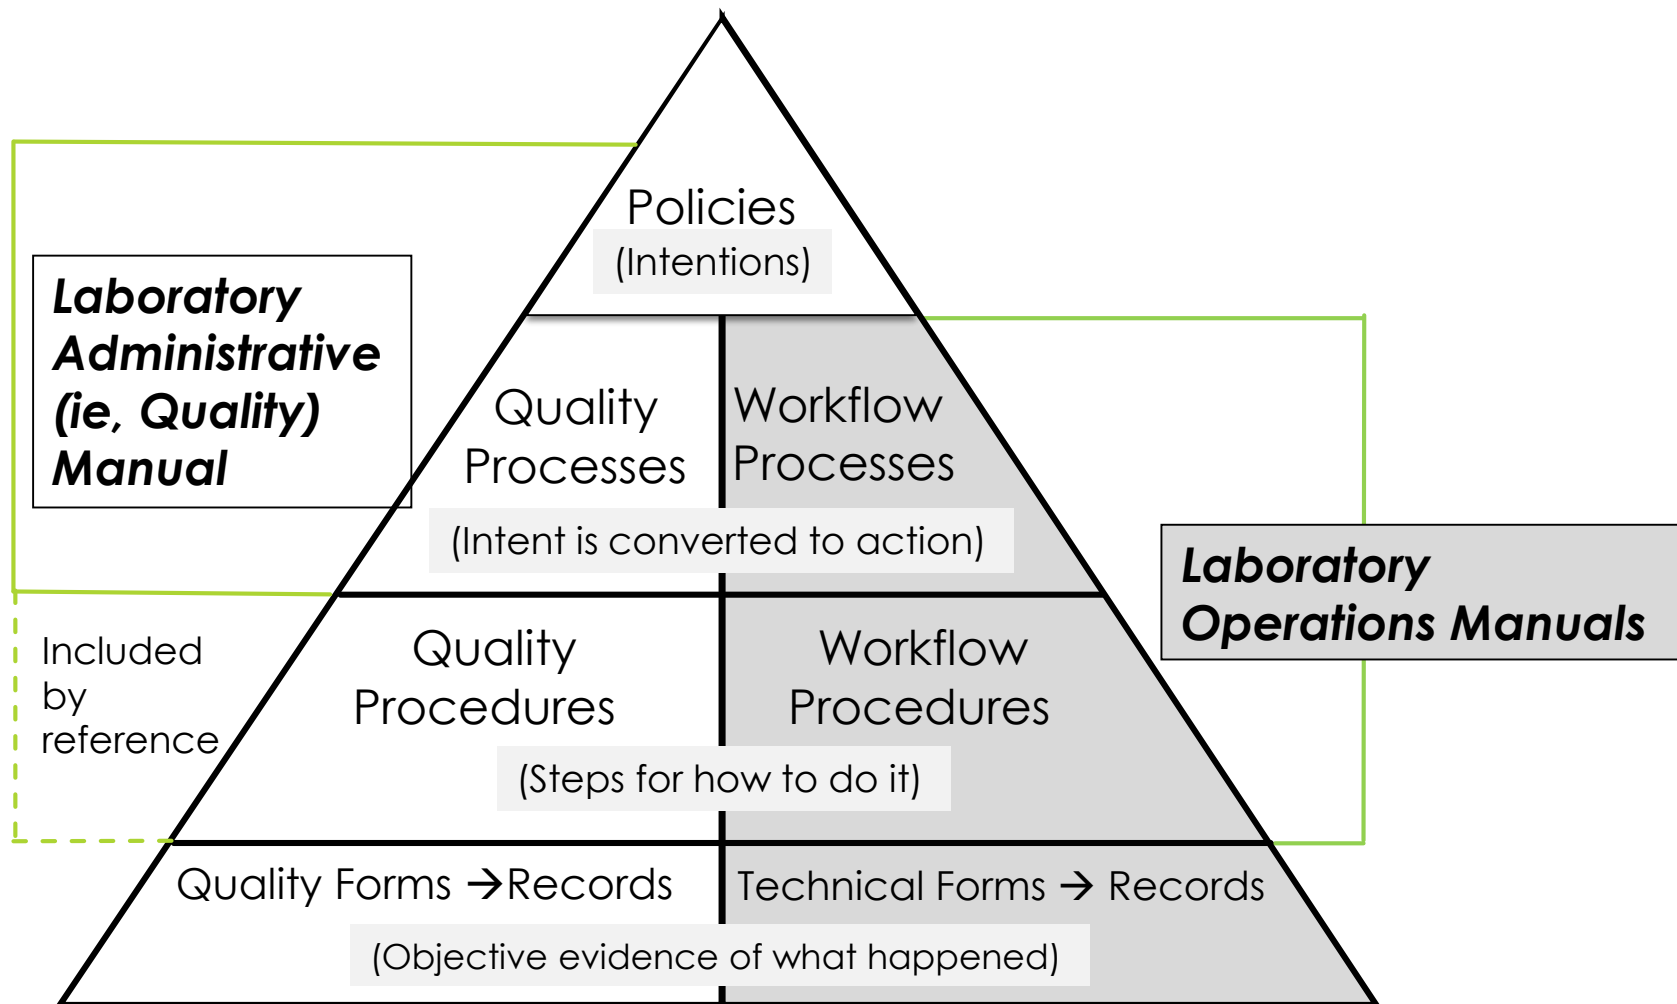 Policies
(Intentions)
Laboratory
Administrative
(ie, Quality)
Manual
Quality
Processes
Workflow
Processes
(Intent is converted to action)
Laboratory
Operations Manuals
Included
by
reference
Quality
Procedures
Workflow
Procedures
(Steps for how to do it)
Quality Forms →Records
Technical Forms → Records
(Objective evidence of what happened)